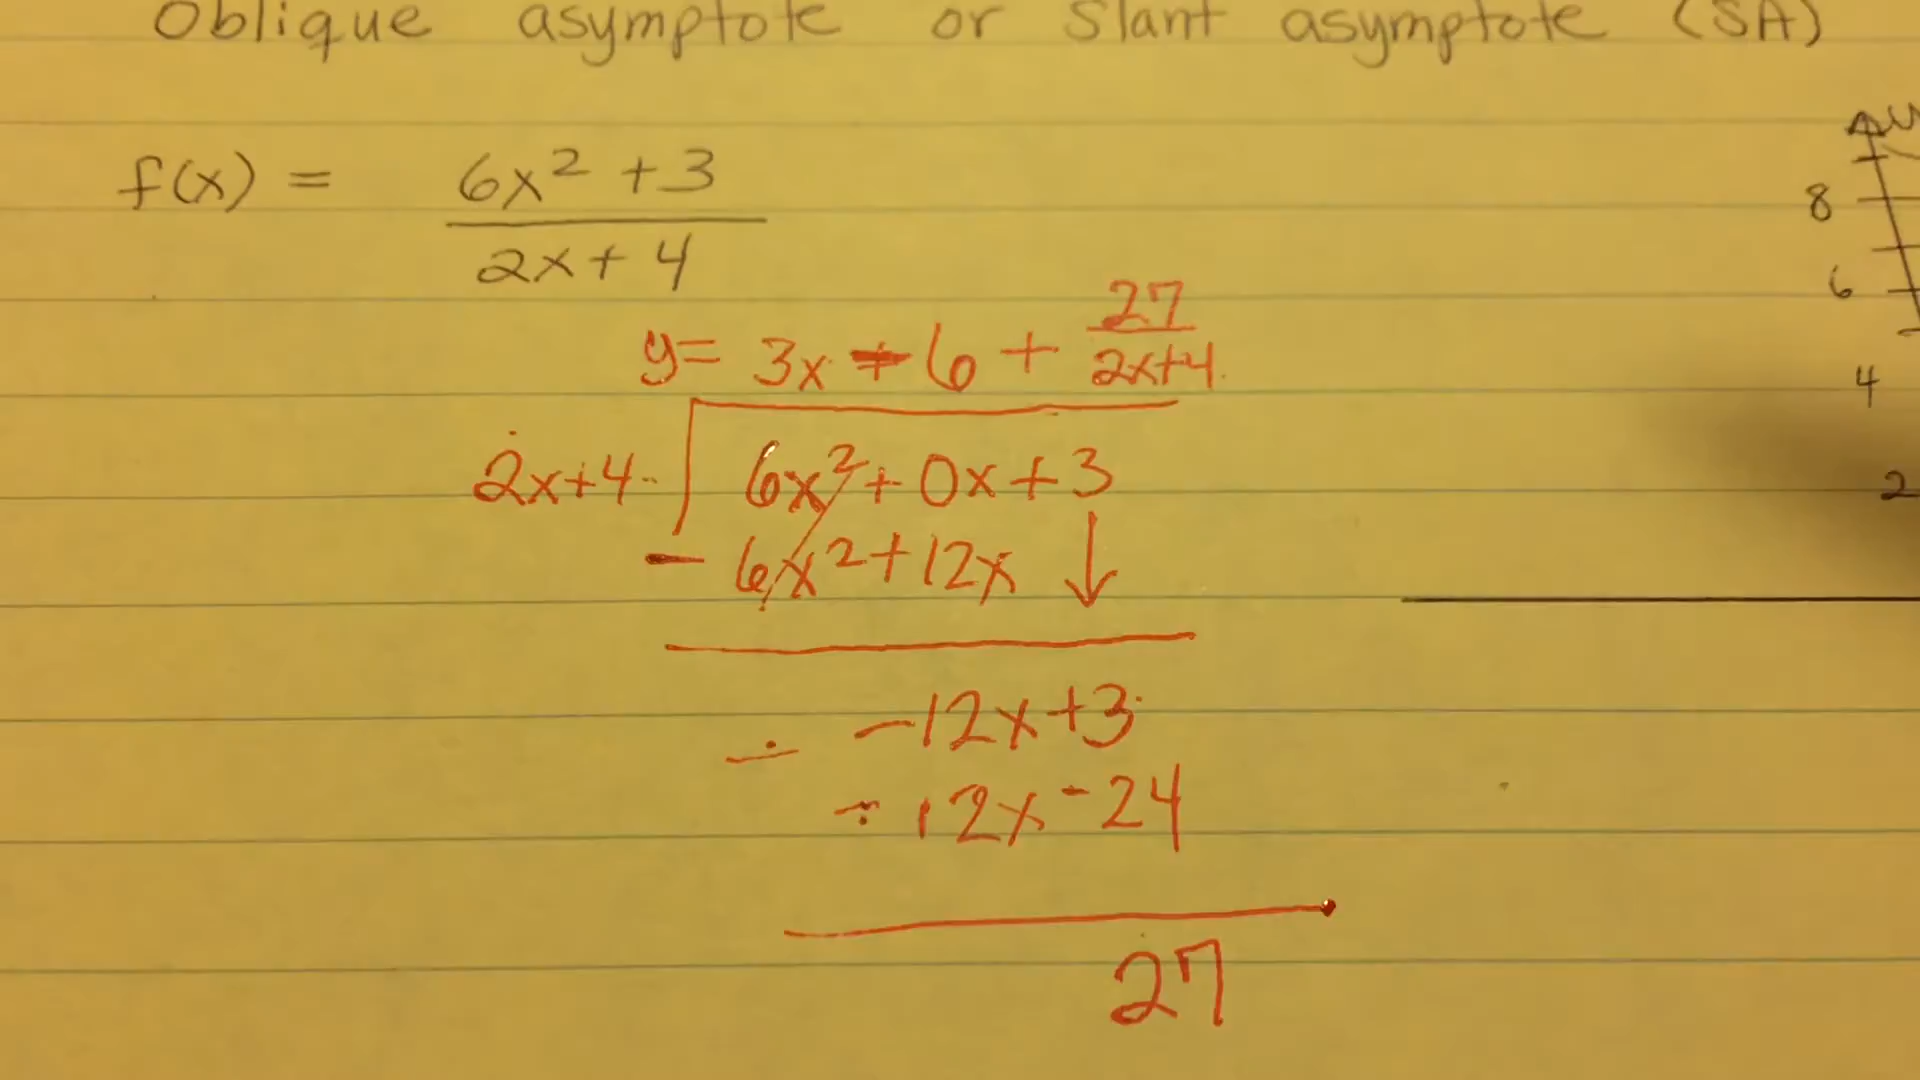 Oblique asymptote or Slant asymptote (SA)
f(x) = 6x² + 3
2x + 4
y = 3x - 6 + 27
2x+4
2x+4 6x² + 0x + 3
- 6x² + 12x ↓
- -12x + 3
- 12x - 24
27
y
8
6
4
2